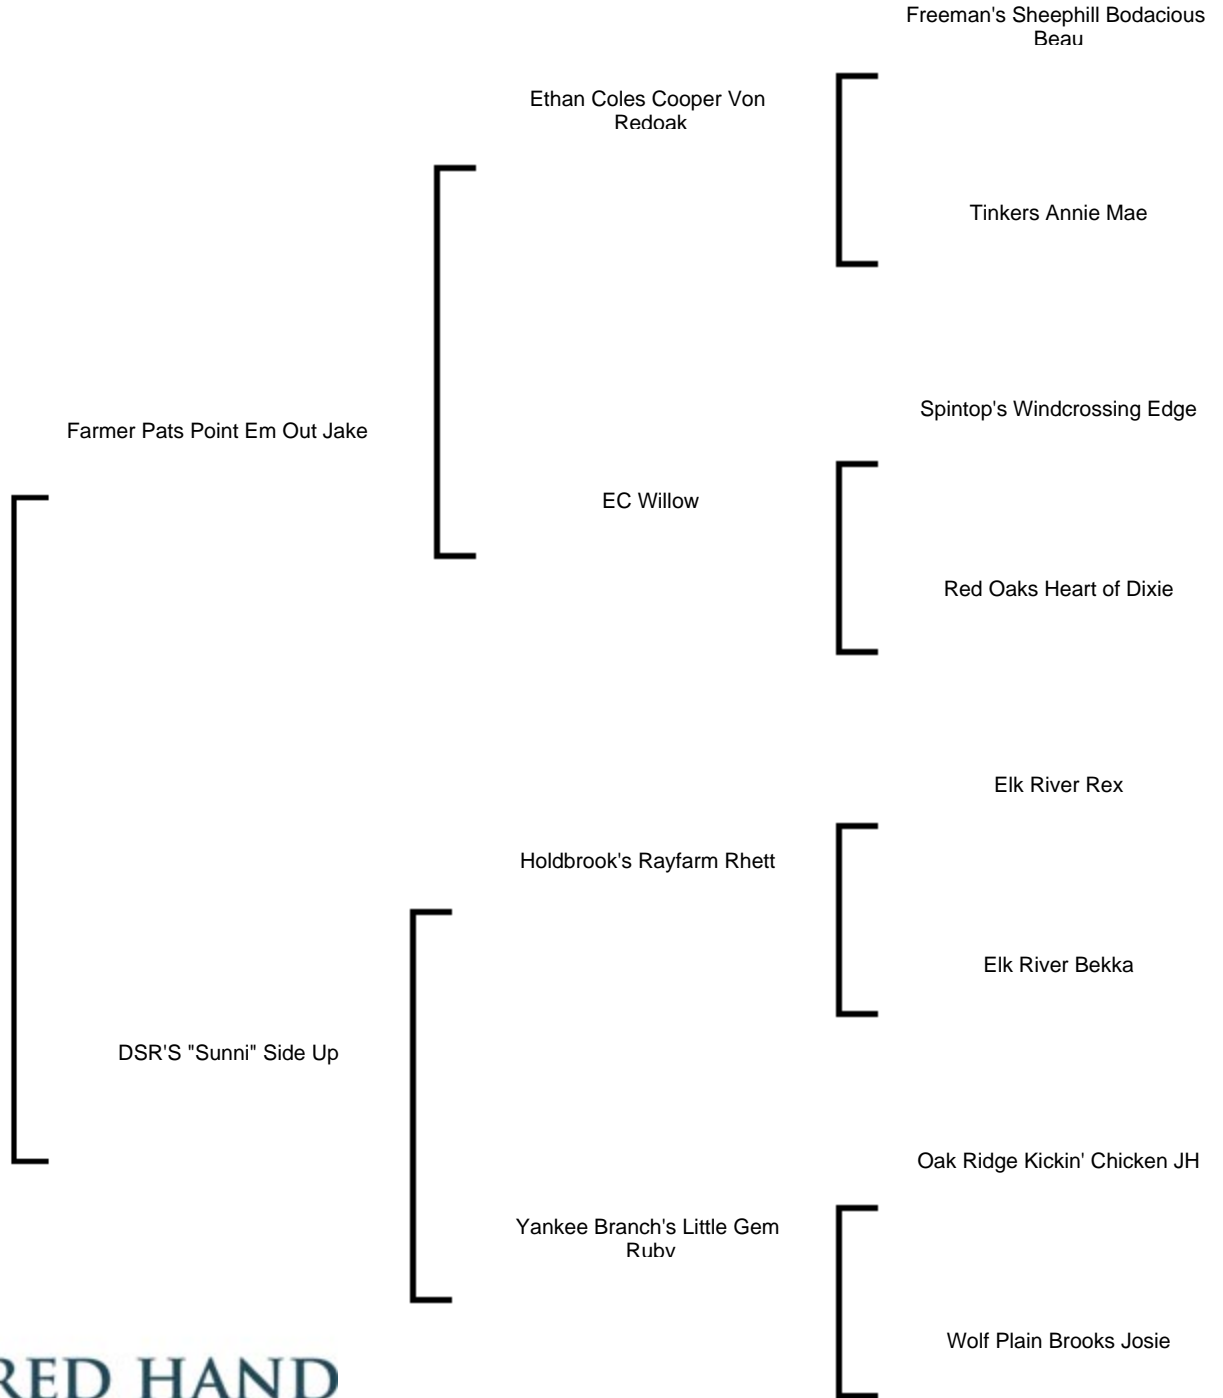 Freeman's Sheephill Bodacious
Beau
Ethan Coles Cooper Von
Redoak
Tinkers Annie Mae
Farmer Pats Point Em Out Jake
Spintop's Windcrossing Edge
EC Willow
Red Oaks Heart of Dixie
Elk River Rex
Holdbrook's Rayfarm Rhett
Elk River Bekka
DSR'S "Sunni" Side Up
Oak Ridge Kickin' Chicken JH
Yankee Branch's Little Gem
Ruby
Wolf Plain Brooks Josie
RED HAND